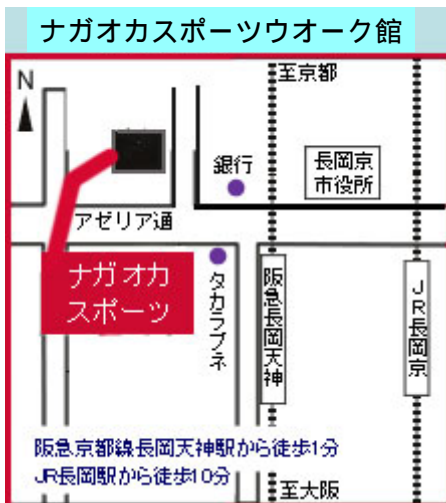 ナガオカスポーツウオーク館
至京都
N
銀行
長岡京
市役所
アゼリア通
ナガオカ
スポーツ
タカラブネ
阪急長岡天神
JR長岡京
阪急京都線長岡天神駅から徒歩1分
JR長岡駅から徒歩10分
至大阪